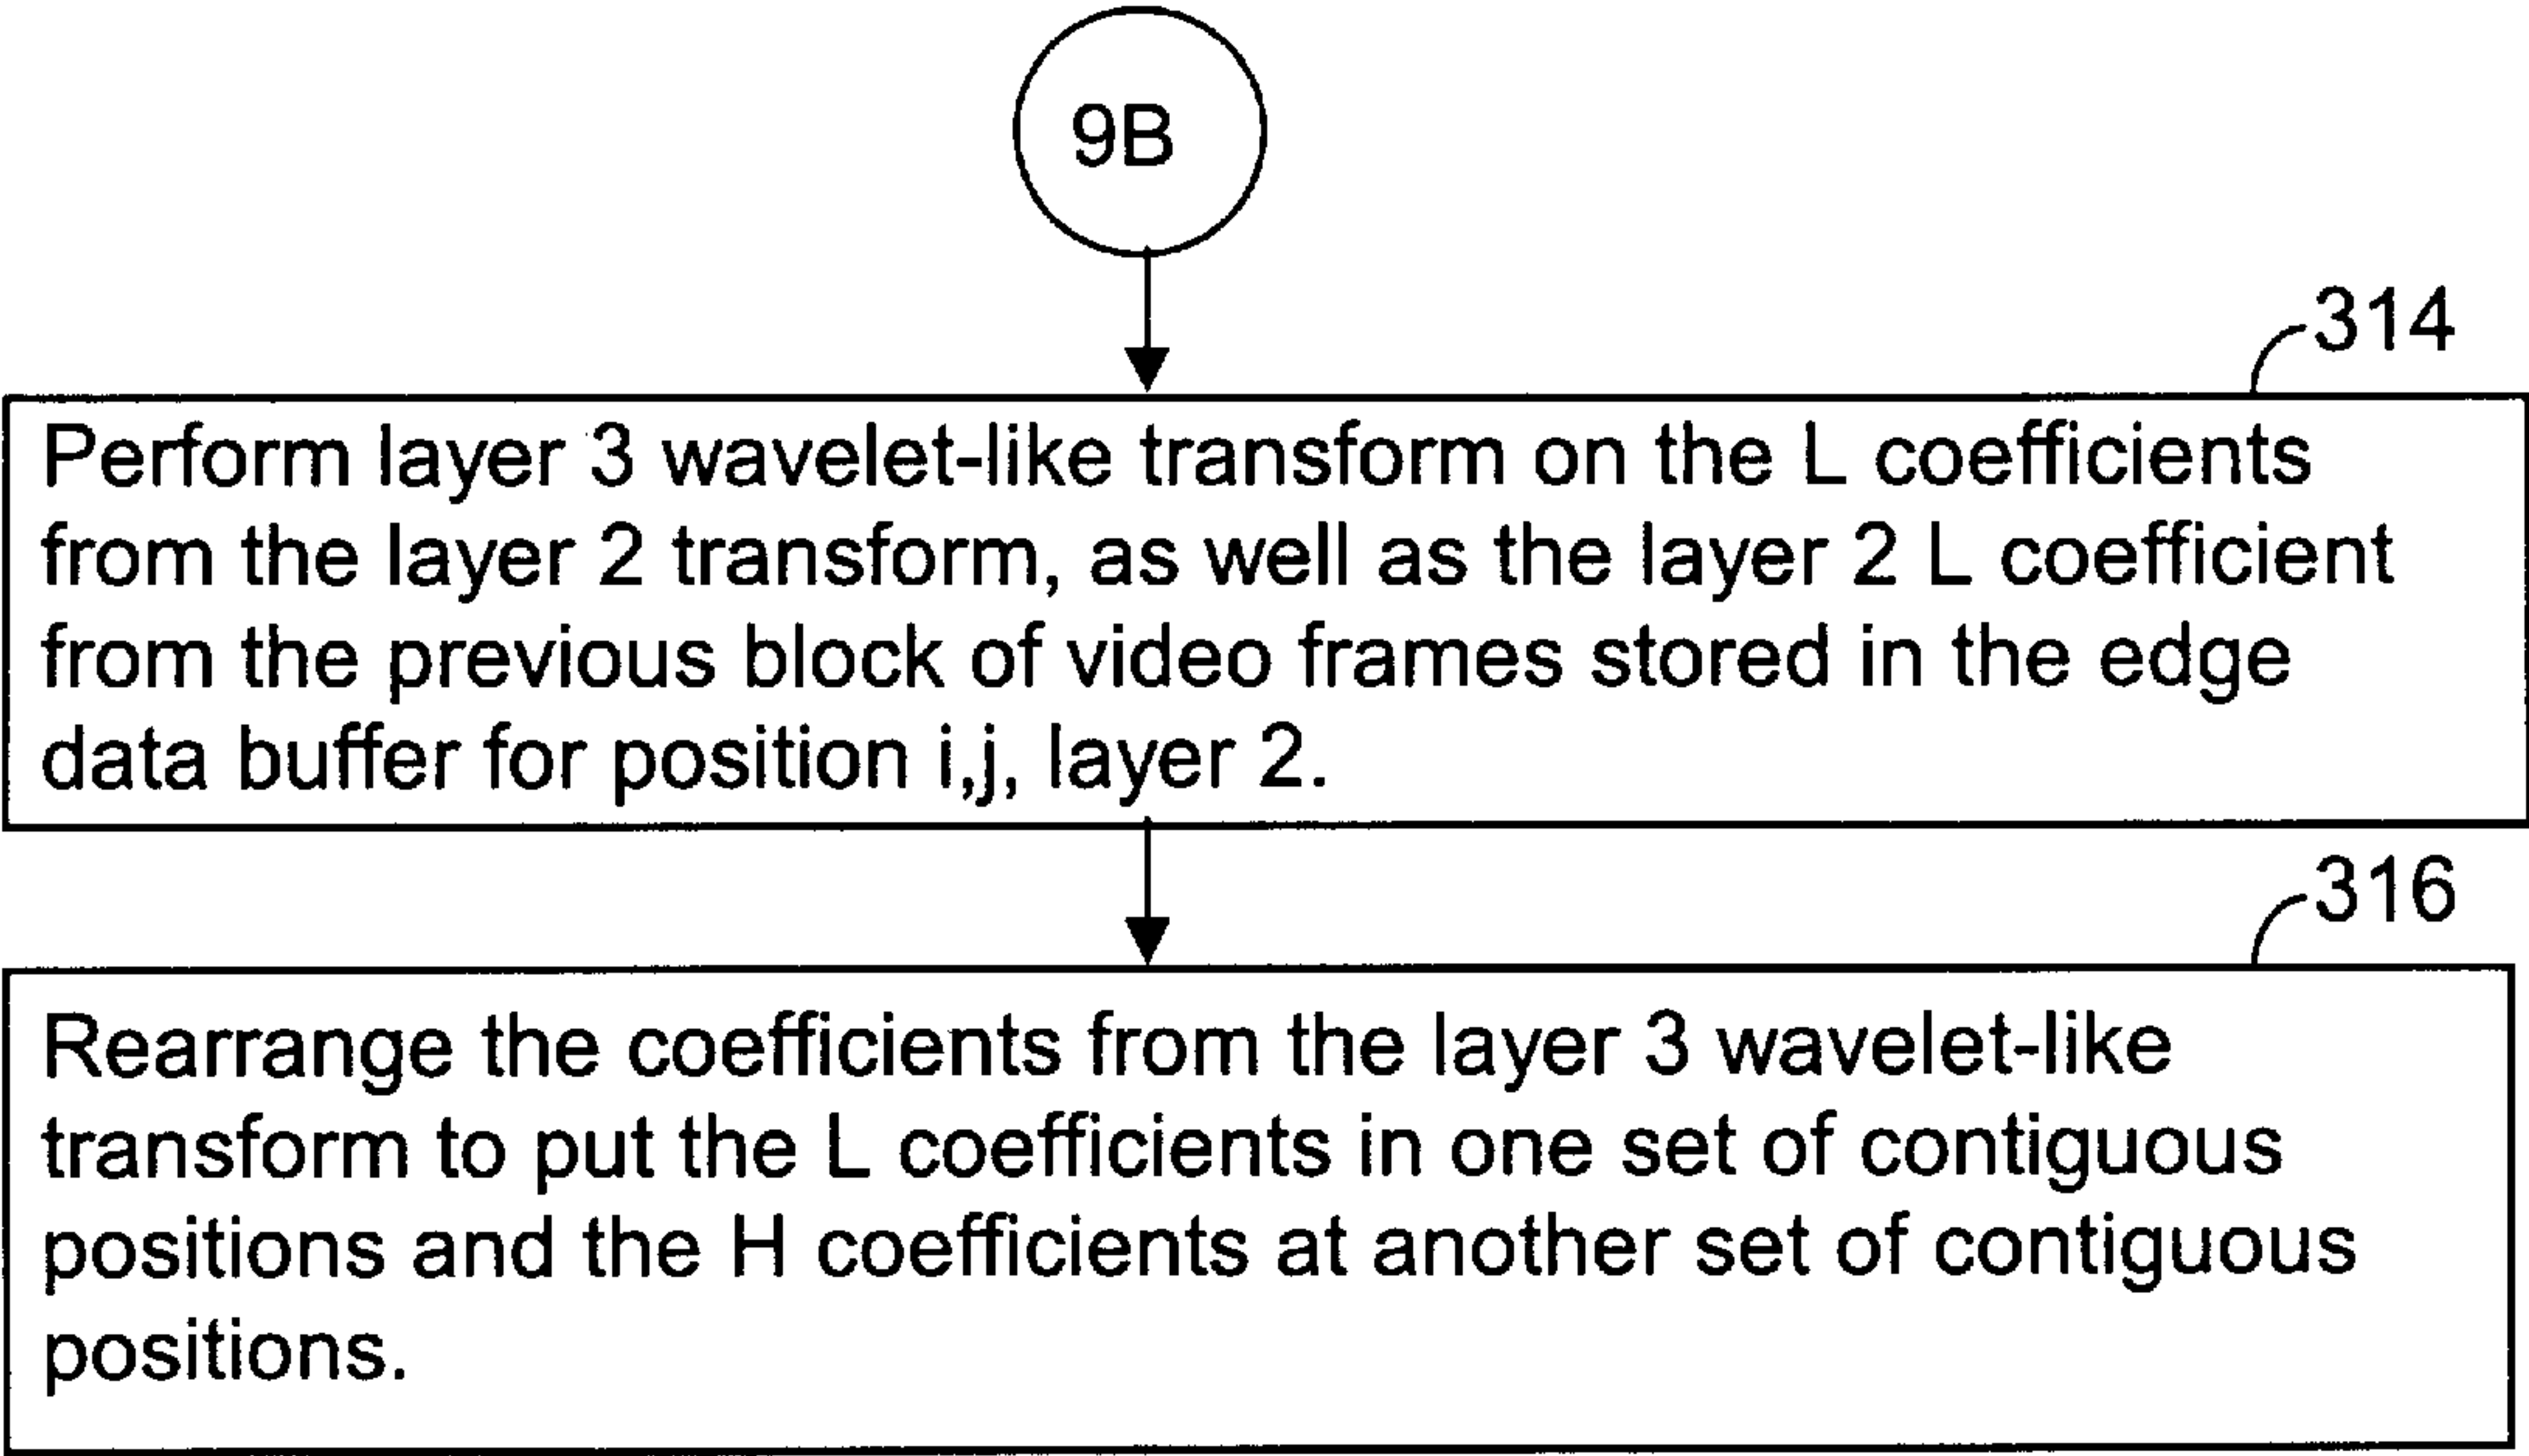 9B
314
Perform layer 3 wavelet-like transform on the L coefficients
from the layer 2 transform, as well as the layer 2 L coefficient
from the previous block of video frames stored in the edge
data buffer for position i,j, layer 2.
316
Rearrange the coefficients from the layer 3 wavelet-like
transform to put the L coefficients in one set of contiguous
positions and the H coefficients at another set of contiguous
positions.